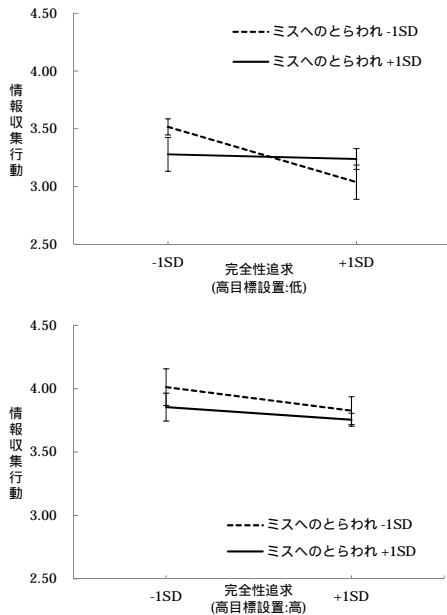 4.50
4.00
3.50
3.00
2.50
情報収集行動
ミスへのとらわれ -1SD
ミスへのとらわれ +1SD
-1SD
+1SD
完全性追求
(高目標設置:低)
4.50
4.00
3.50
3.00
2.50
情報収集行動
ミスへのとらわれ -1SD
ミスへのとらわれ +1SD
-1SD
+1SD
完全性追求
(高目標設置:高)